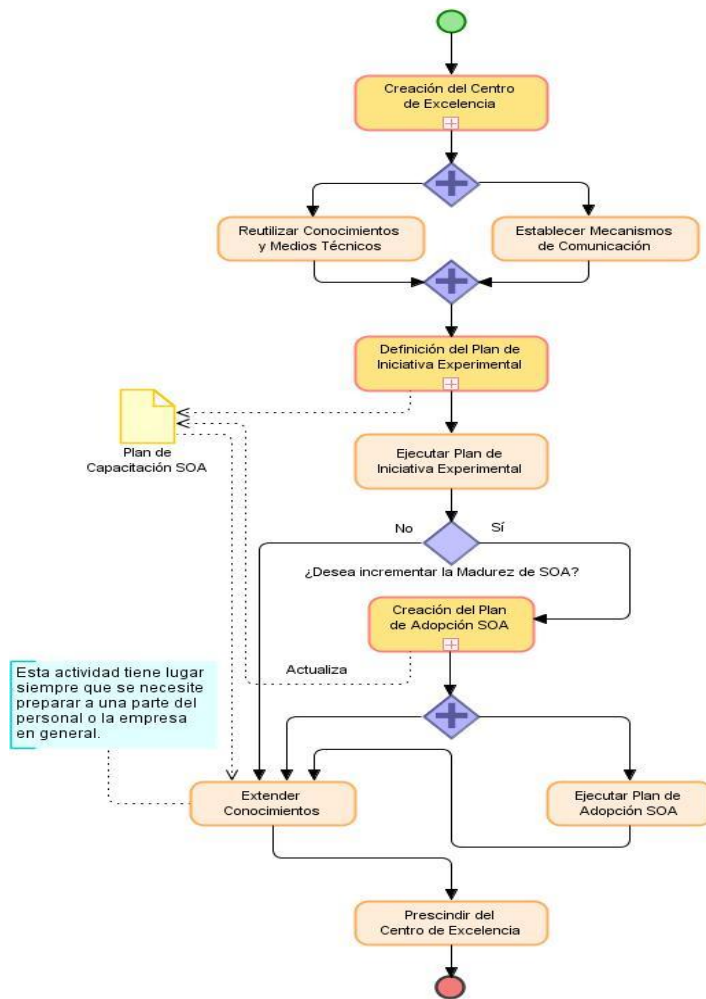 Creación del Centro
de Excelencia
Reutilizar Conocimientos
y Medios Técnicos
Establecer Mecanismos
de Comunicación
Definición del Plan de
Iniciativa Experimental
Plan de
Capacitación SOA
Ejecutar Plan de
Iniciativa Experimental
No
Sí
¿Desea incrementar la Madurez de SOA?
Creación del Plan
de Adopción SOA
Actualiza
Esta actividad tiene lugar
siempre que se necesite
preparar a una parte del
personal o la empresa
en general.
Extender
Conocimientos
Ejecutar Plan de
Adopción SOA
Prescindir del
Centro de Excelencia